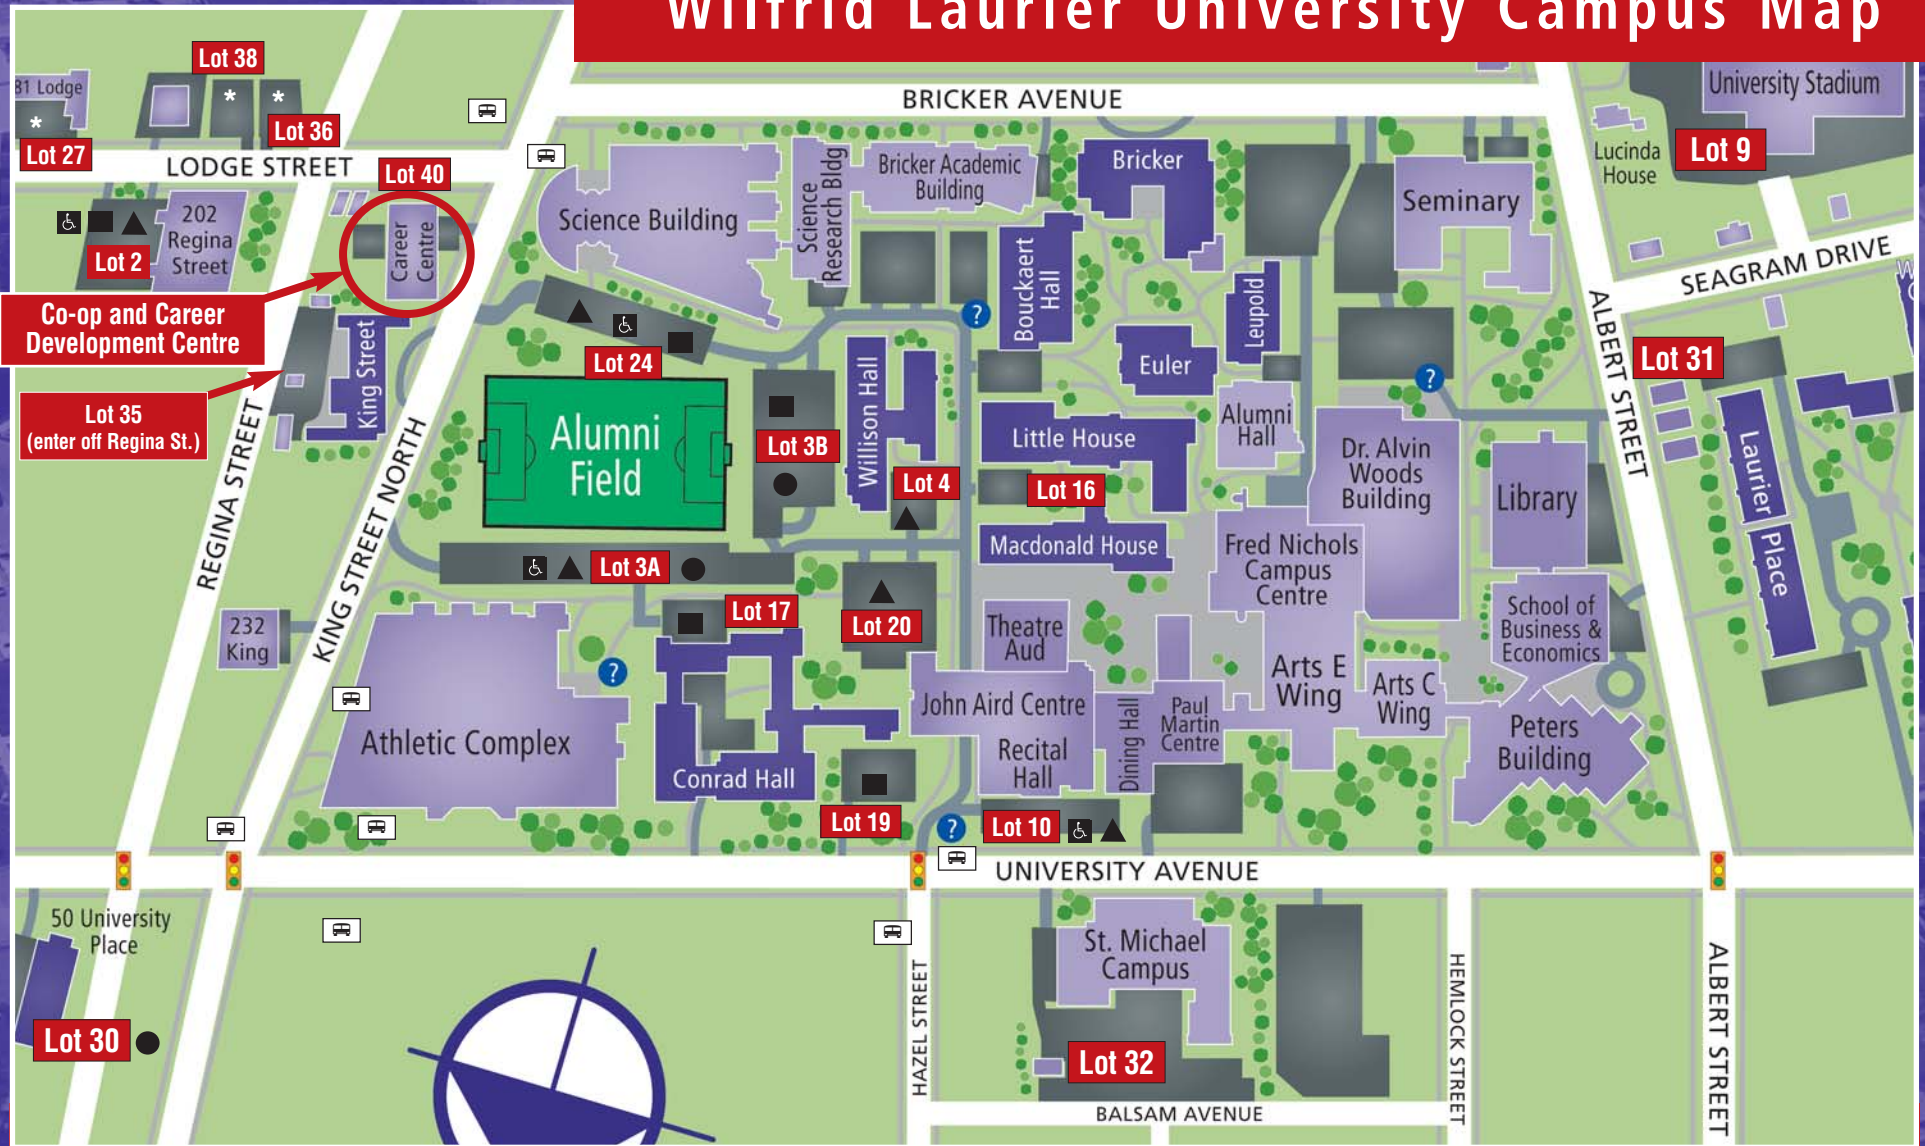 Wilfrid Laurier University Campus Map
Lot 38
81 Lodge
*
*
*
Lot 36
Lot 27
LODGE STREET
Lot 40
BRICKER AVENUE
University Stadium
Lucinda
House
Lot 9
202
Regina
Street
Lot 2
Career
Centre
Science Building
Science
Research Bldg
Bricker Academic
Building
Bricker
Seminary
SEAGRAM DRIVE
Co-op and Career
Development Centre
Lot 35
(enter off Regina St.)
King Street
Lot 24
?
Bouckaert
Hall
Leupold
Euler
?
ALBERT STREET
Lot 31
REGINA STREET
KING STREET NORTH
Alumni
Field
Lot 3B
Willison Hall
Lot 4
Little House
Lot 16
Alumni
Hall
Dr. Alvin
Woods
Building
Library
Laurier
Place
Macdonald House
Fred Nichols
Campus
Centre
Lot 3A
Lot 17
Lot 20
232
King
?
Theatre
Aud
School of
Business &
Economics
Arts E
Wing
Arts C
Wing
John Aird Centre
Recital
Hall
Dining Hall
Paul
Martin
Centre
Peters
Building
Athletic Complex
Conrad Hall
Lot 19
?
Lot 10
UNIVERSITY AVENUE
50 University
Place
Lot 30
HAZEL STREET
St. Michael
Campus
Lot 32
HEMLOCK STREET
ALBERT STREET
BALSAM AVENUE